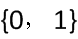 {0， 1}